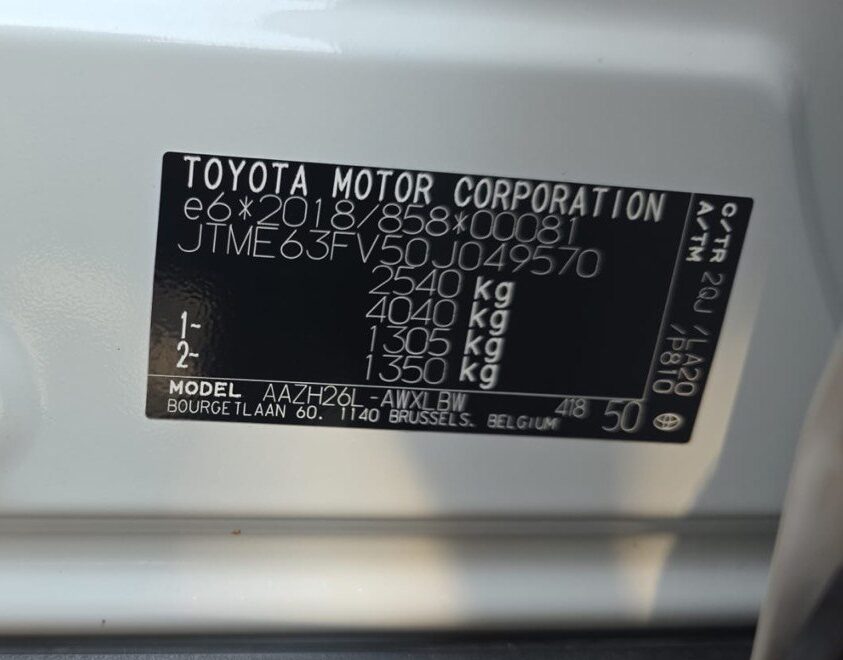 TOYOTA MOTOR CORPORATION
e6*2018/858*00081
JTME63FV50J049570
2540 kg
4040 kg
1- 1305 kg
2- 1350 kg
MODEL AAZH26L-AWXLBW
BOURGETLAAN 60. 1140 BRUSSELS. BELGIUM
418 50
C/TR 2QJ /LA20
A/TM /P810